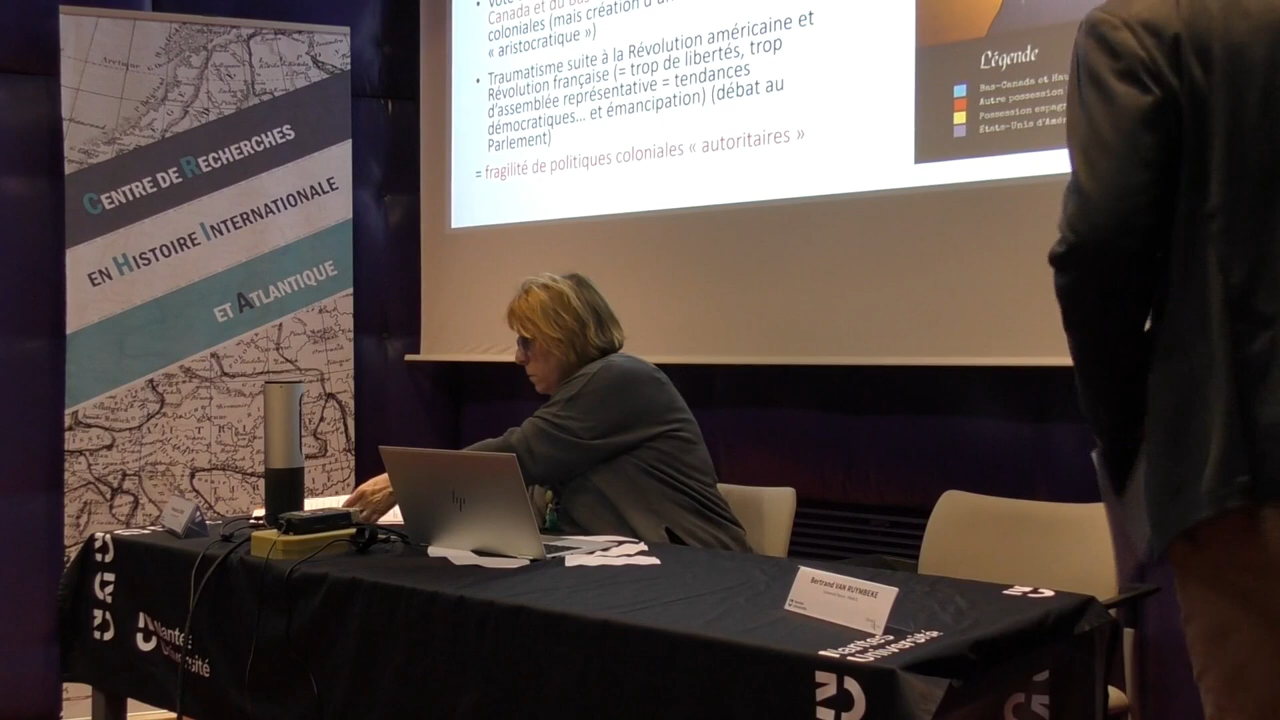 CENTRE DE RECHERCHES
EN HISTOIRE INTERNATIONALE
ET ATLANTIQUE
Canada et du
coloniales (mais création d'
« aristocratique »)
• Traumatisme suite à la Révolution américaine et
Révolution française (= trop de libertés, trop
d'assemblée représentative = tendances
démocratiques... et émancipation) (débat au
Parlement)
= fragilité de politiques coloniales « autoritaires »
Légende
Bas-Canada et
Autre possession
Possession
États-Unis
hp
Bertrand VAN RUYMBEKE
Nantes
Université
Nantes
Université
Nantes
Université